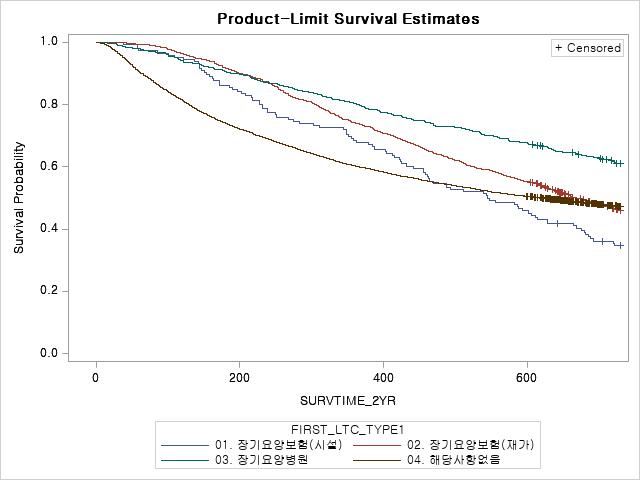 Product-Limit Survival Estimates
+ Censored
1.0
0.8
0.6
0.4
0.2
0.0
Survival Probability
0
200
400
600
SURVTIME_2YR
FIRST_LTC_TYPE1
01. 장기요양보험(시설)
02. 장기요양보험(재가)
03. 장기요양병원
04. 해당사항없음